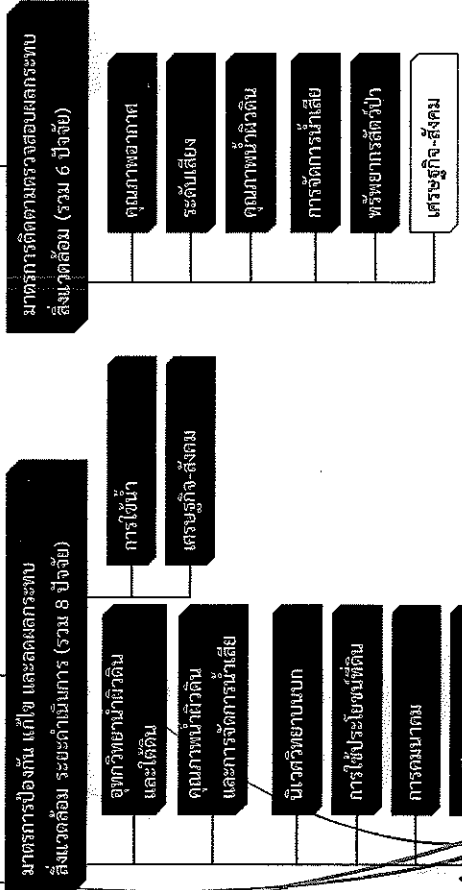 มาตรการป้องกัน แก้ไข และลดผลกระทบ
สิ่งแวดล้อม ระยะดำเนินการ (รวม 8 ปัจจัย)
อุทกวิทยาน้ำผิวดิน
และใต้ดิน
คุณภาพน้ำผิวดิน
และการจัดการน้ำเสีย
นิเวศวิทยาบนบก
การใช้ประโยชน์ที่ดิน
การคมนาคม
การใช้น้ำ
เศรษฐกิจ-สังคม
มาตรการติดตามตรวจสอบผลกระทบ
สิ่งแวดล้อม (รวม 6 ปัจจัย)
คุณภาพอากาศ
ระดับเสียง
คุณภาพน้ำผิวดิน
การจัดการน้ำเสีย
ทรัพยากรสัตว์ป่า
เศรษฐกิจ-สังคม